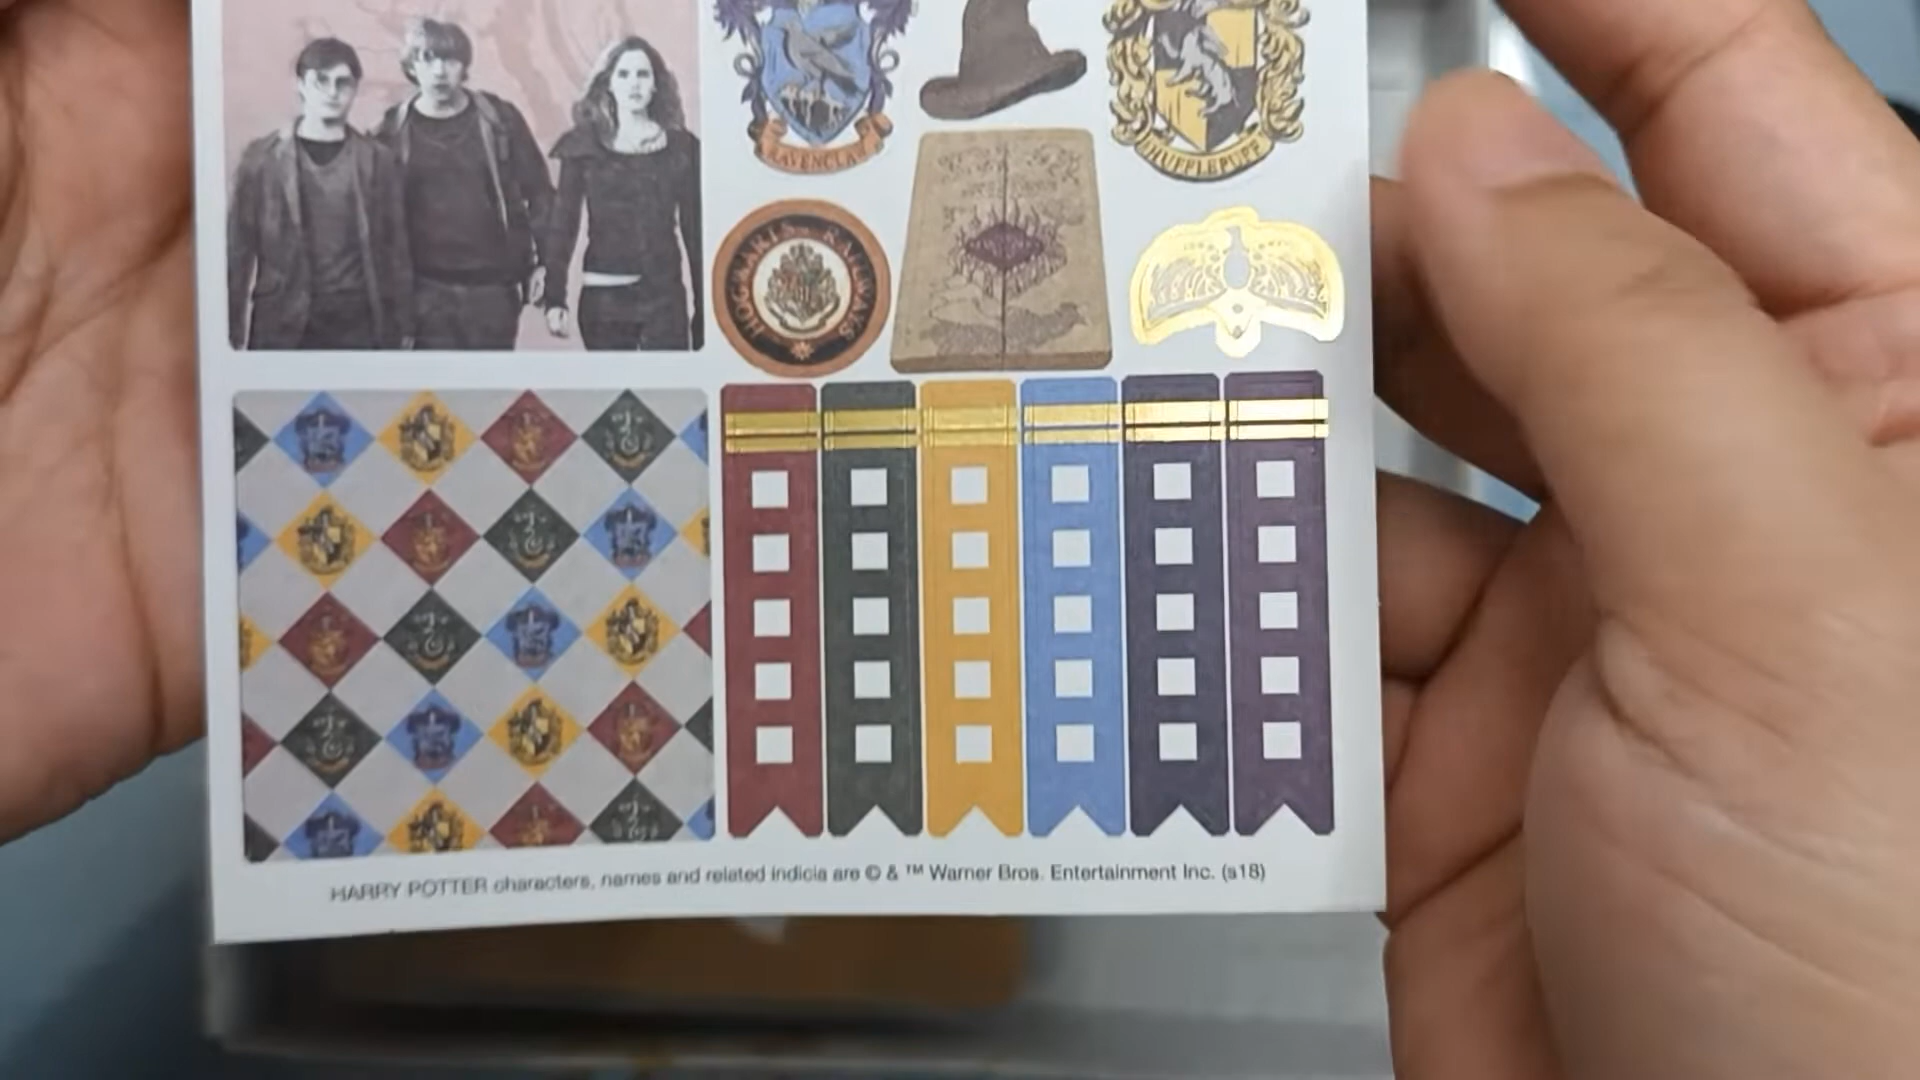 RAVENCLAW
HUFFLEPUFF
HOGWARTS RAILWAYS
HARRY POTTER characters, names and related indicia are © & ™ Warner Bros. Entertainment Inc. (s18)